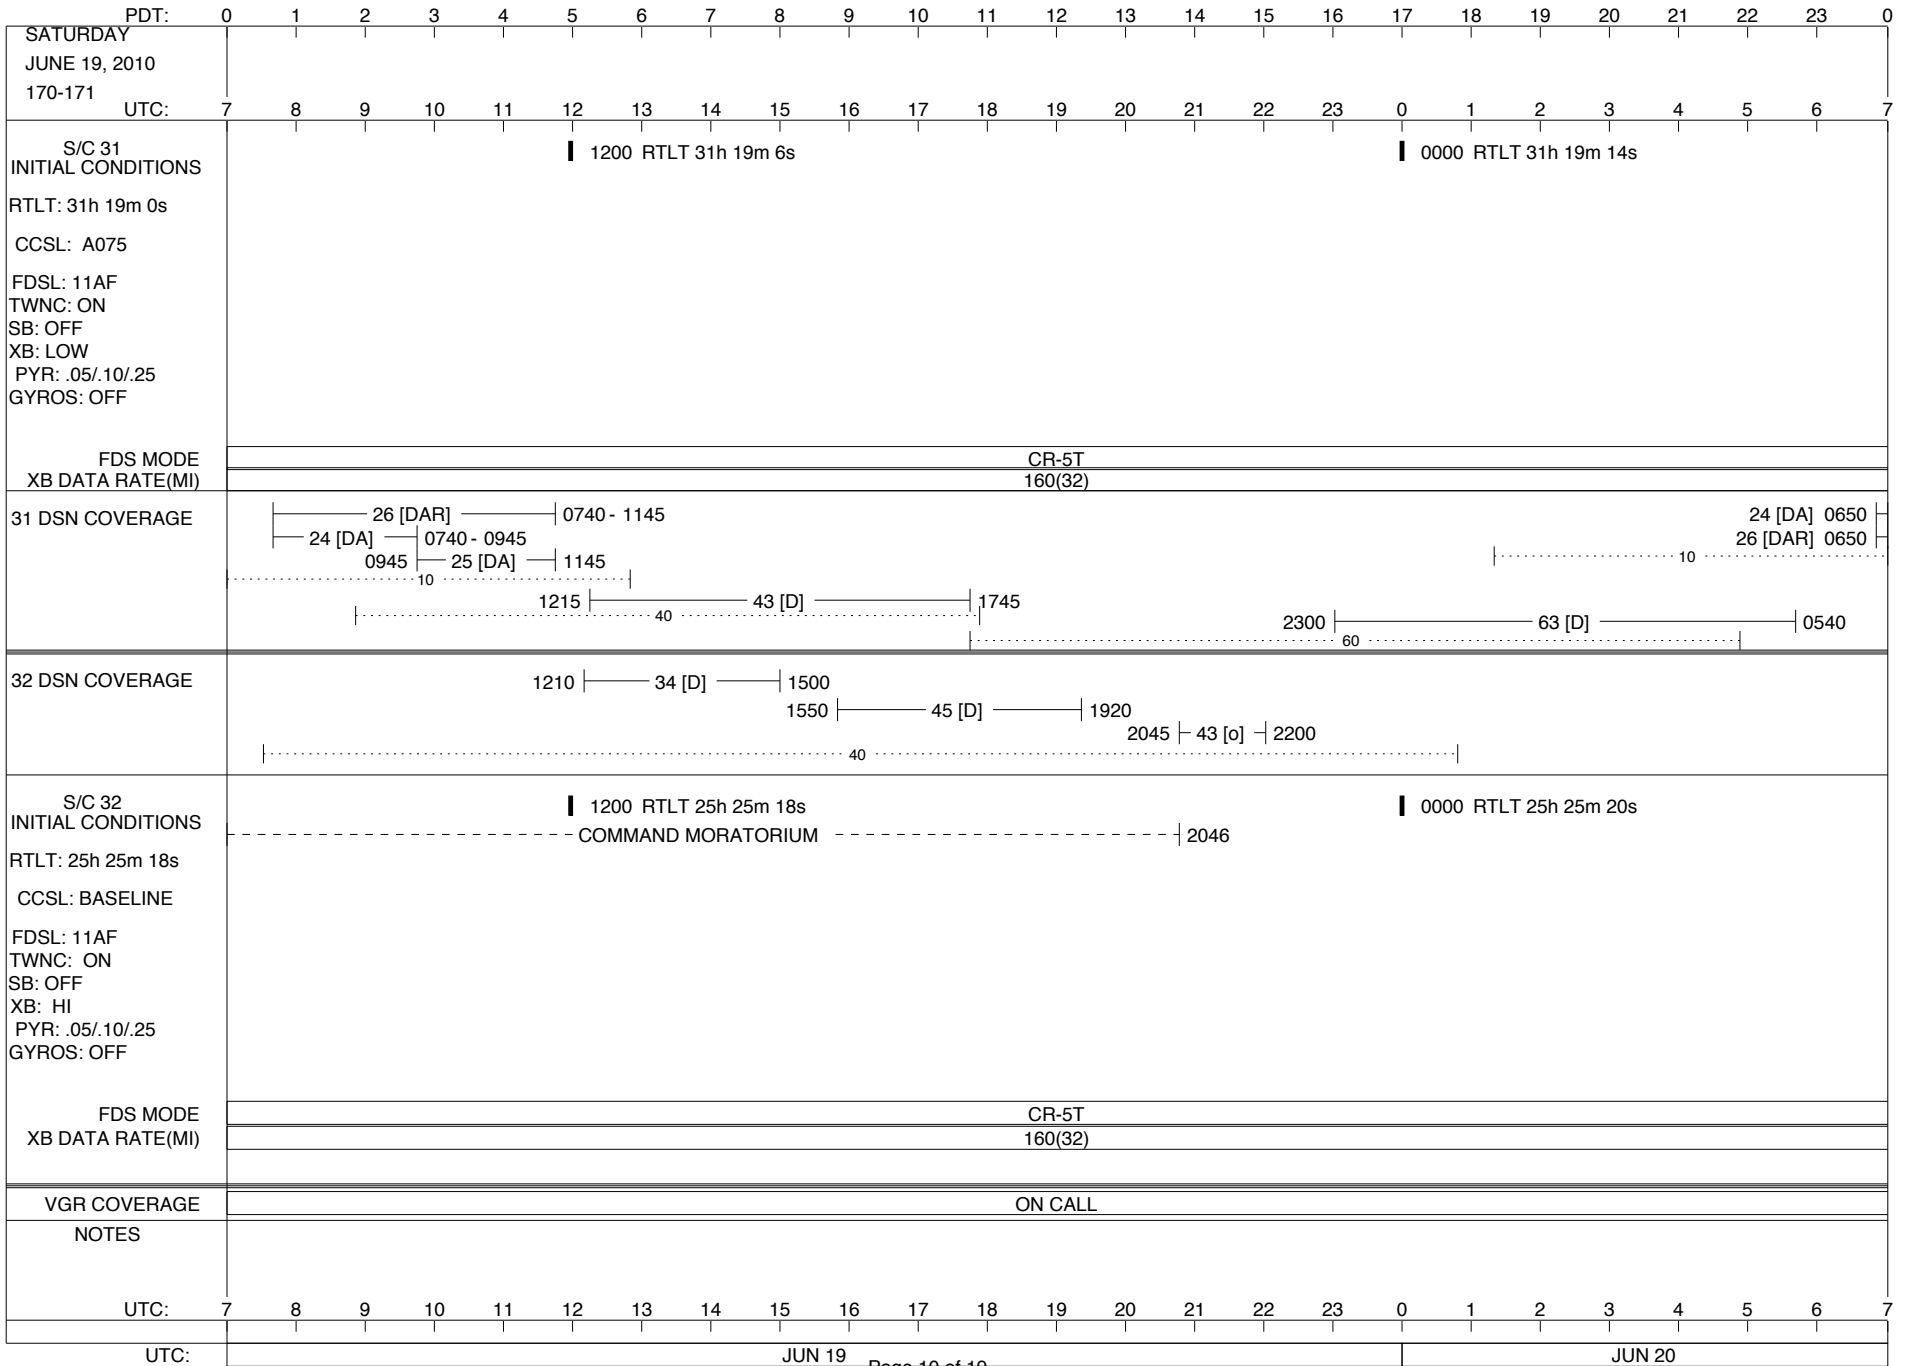 PDT: 0 1 2 3 4 5 6 7 8 9 10 11 12 13 14 15 16 17 18 19 20 21 22 23 0
SATURDAY
JUNE 19, 2010
170-171
UTC: 7 8 9 10 11 12 13 14 15 16 17 18 19 20 21 22 23 0 1 2 3 4 5 6 7
S/C 31
INITIAL CONDITIONS
1200 RTLT 31h 19m 6s
0000 RTLT 31h 19m 14s
RTLT: 31h 19m 0s
CCSL: A075
FDSL: 11AF
TWNC: ON
SB: OFF
XB: LOW
PYR: .05/.10/.25
GYROS: OFF
FDS MODE CR-5T
XB DATA RATE(MI) 160(32)
31 DSN COVERAGE
26 [DAR] 0740 - 1145
24 [DA] 0740 - 0945
0945 25 [DA] 1145
10
1215 43 [D] 1745
40
24 [DA] 0650
26 [DAR] 0650
10
2300 63 [D] 0540
60
32 DSN COVERAGE
1210 34 [D] 1500
1550 45 [D] 1920
2045 43 [o] 2200
40
S/C 32
INITIAL CONDITIONS
1200 RTLT 25h 25m 18s
0000 RTLT 25h 25m 20s
COMMAND MORATORIUM 2046
RTLT: 25h 25m 18s
CCSL: BASELINE
FDSL: 11AF
TWNC: ON
SB: OFF
XB: HI
PYR: .05/.10/.25
GYROS: OFF
FDS MODE CR-5T
XB DATA RATE(MI) 160(32)
VGR COVERAGE ON CALL
NOTES
UTC: 7 8 9 10 11 12 13 14 15 16 17 18 19 20 21 22 23 0 1 2 3 4 5 6 7
UTC: JUN 19 JUN 20
Page 10 of 10